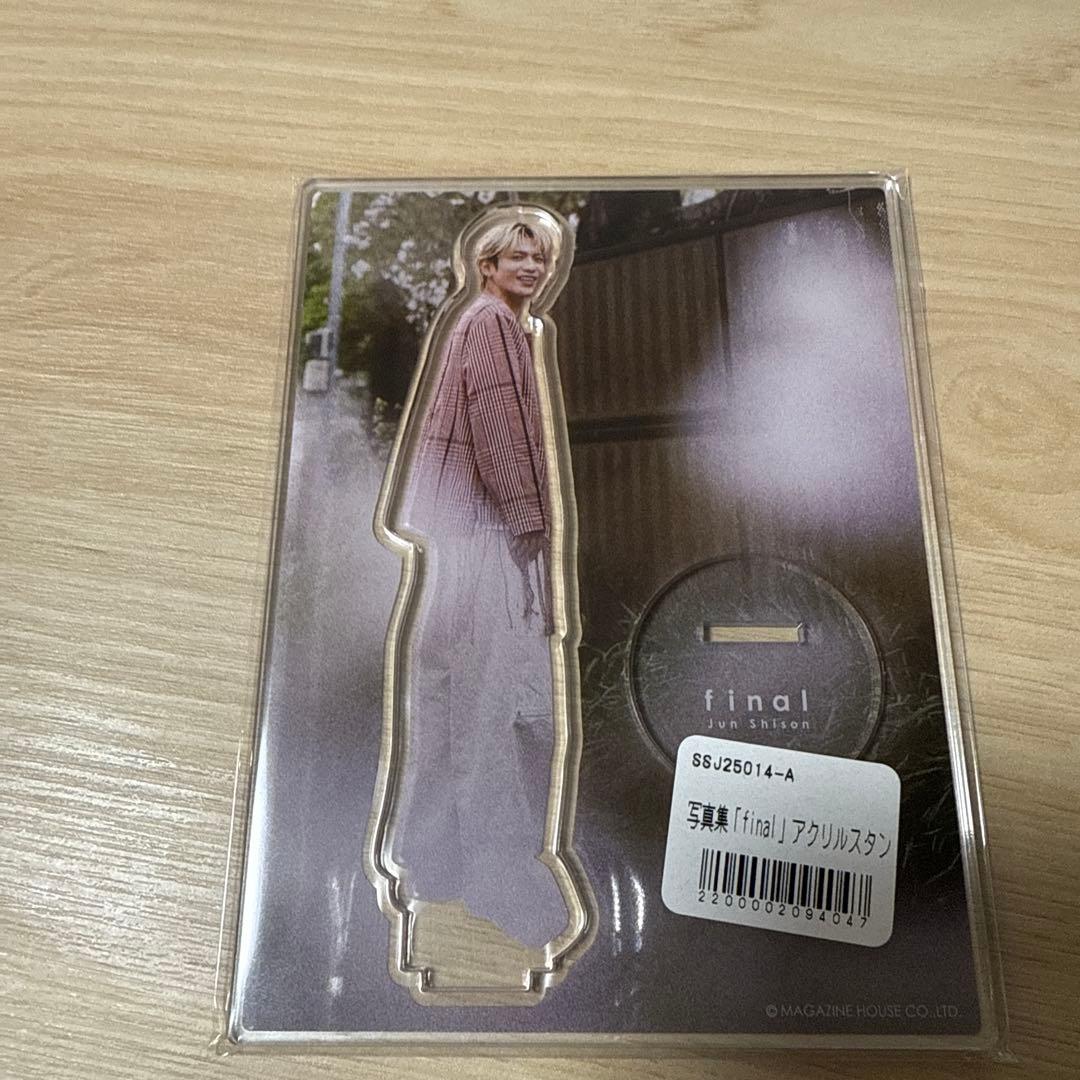 final
Jun Shison
SSJ25014-A
写真集「final」アクリルスタン
2200002094047
© MAGAZINE HOUSE CO.,LTD.